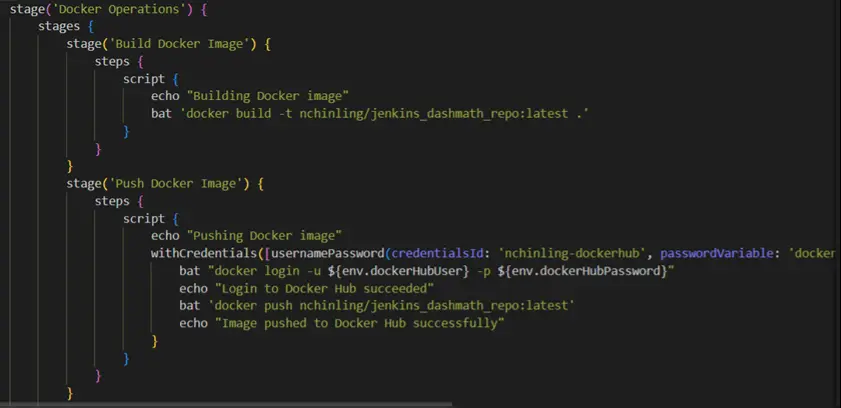 stage('Docker Operations') {
    stages {
        stage('Build Docker Image') {
            steps {
                script {
                    echo "Building Docker image"
                    bat 'docker build -t nchinling/jenkins_dashmath_repo:latest .'
                }
            }
        }
        stage('Push Docker Image') {
            steps {
                script {
                    echo "Pushing Docker image"
                    withCredentials([usernamePassword(credentialsId: 'nchinling-dockerhub', passwordVariable: 'docker
                        bat "docker login -u ${env.dockerHubUser} -p ${env.dockerHubPassword}"
                        echo "Login to Docker Hub succeeded"
                        bat 'docker push nchinling/jenkins_dashmath_repo:latest'
                        echo "Image pushed to Docker Hub successfully"
                    }
                }
            }
        }